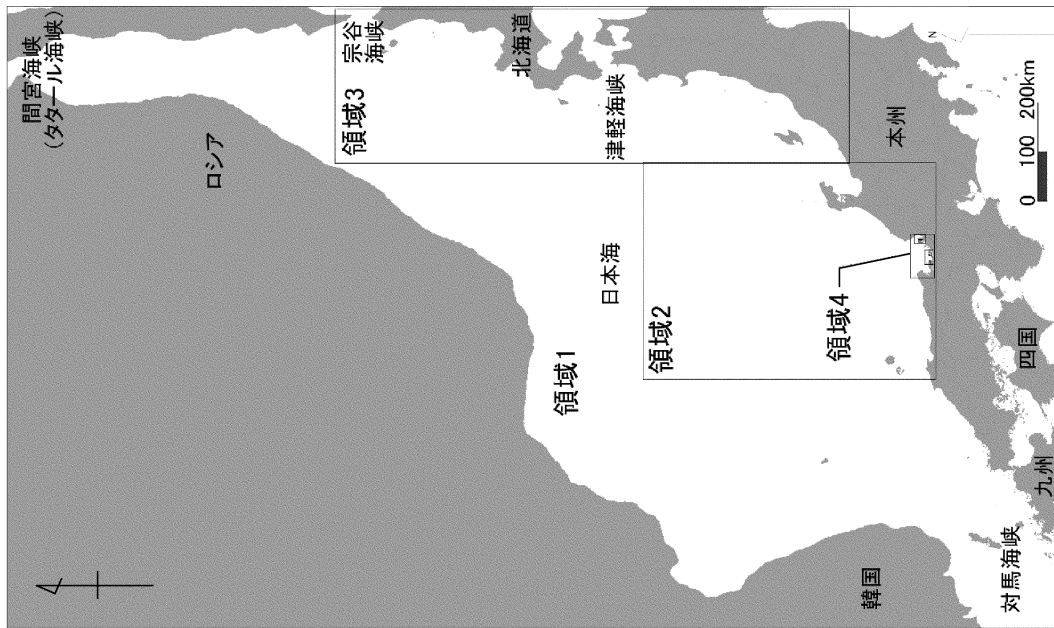 間宮海峡
(タタール海峡)
ロシア
宗谷
海峡
領域3
北海道
津軽海峡
日本海
領域1
領域2
領域4
本州
N
0 100 200km
韓国
対馬海峡
九州
四国